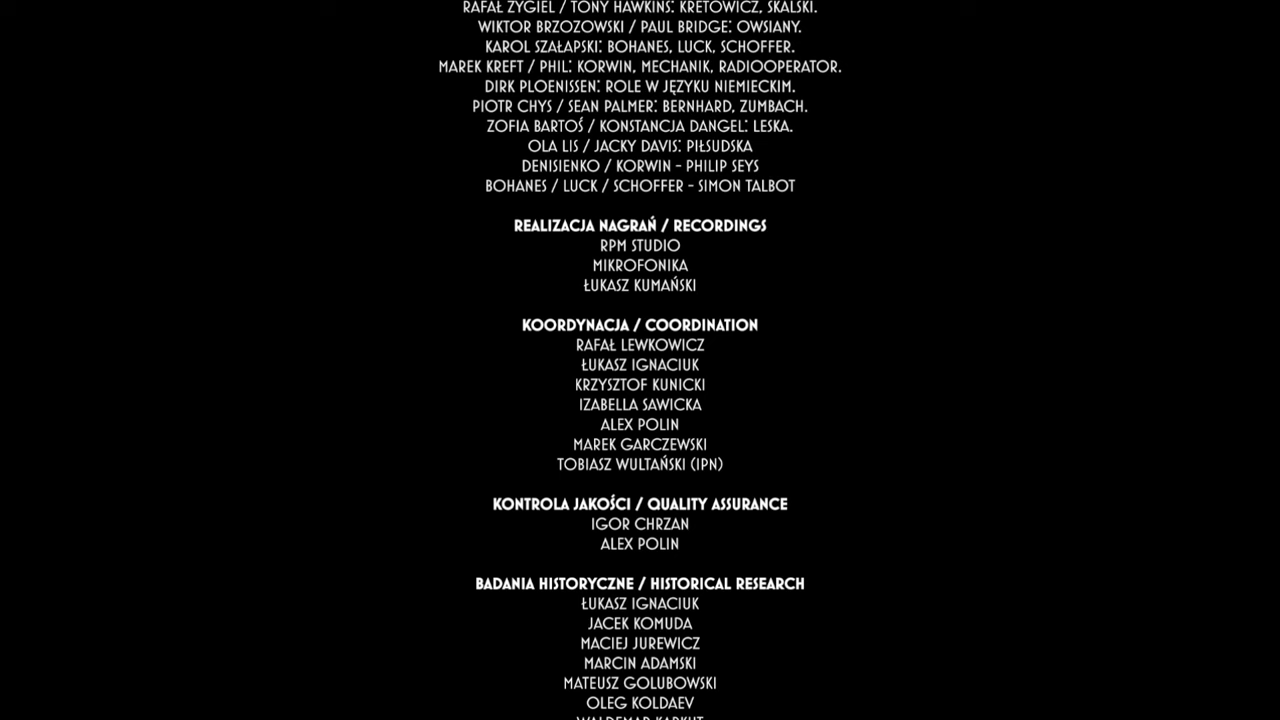 RAFAŁ ZYGIEL / TONY HAWKINS: KRETOWICZ, SKALSKI.
WIKTOR BRZOZOWSKI / PAUL BRIDGE: OWSIANY.
KAROL SZAŁAPSKI: BOHANES, LUCK, SCHOFFER.
MAREK KREFT / PHIL: KORWIN, MECHANIK, RADIOOPERATOR.
DIRK PLOENISSEN: ROLE W JĘZYKU NIEMIECKIM.
PIOTR CHYS / SEAN PALMER: BERNHARD, ZUMBACH.
ZOFIA BARTOŚ / KONSTANCJA DANGEL: LESKA.
OLA LIS / JACKY DAVIS: PIŁSUDSKA
DENISIENKO / KORWIN - PHILIP SEYS
BOHANES / LUCK / SCHOFFER - SIMON TALBOT
REALIZACJA NAGRAŃ / RECORDINGS
RPM STUDIO
MIKROFONIKA
ŁUKASZ KUMAŃSKI
KOORDYNACJA / COORDINATION
RAFAŁ LEWKOWICZ
ŁUKASZ IGNACIUK
KRZYSZTOF KUNICKI
IZABELLA SAWICKA
ALEX POLIN
MAREK GARCZEWSKI
TOBIASZ WULTAŃSKI (IPN)
KONTROLA JAKOŚCI / QUALITY ASSURANCE
IGOR CHRZAN
ALEX POLIN
BADANIA HISTORYCZNE / HISTORICAL RESEARCH
ŁUKASZ IGNACIUK
JACEK KOMUDA
MACIEJ JUREWICZ
MARCIN ADAMSKI
MATEUSZ GOLUBOWSKI
OLEG KOLDAEV